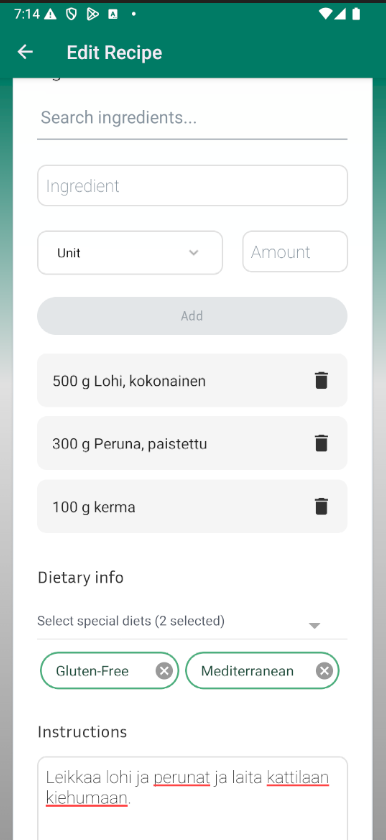 7:14
Edit Recipe
Search ingredients...
Ingredient
Unit
Amount
Add
500 g Lohi, kokonainen
300 g Peruna, paistettu
100 g kerma
Dietary info
Select special diets (2 selected)
Gluten-Free
Mediterranean
Instructions
Leikkaa lohi ja perunat ja laita kattilaan
kiehumaan.